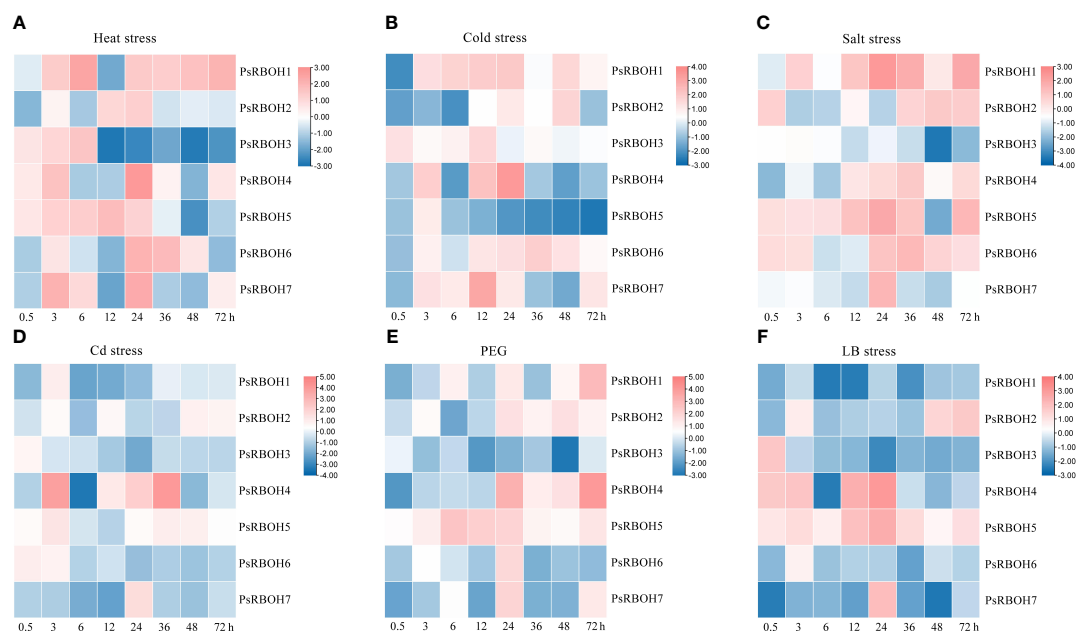 A
Heat stress
PsRBOH1
PsRBOH2
PsRBOH3
PsRBOH4
PsRBOH5
PsRBOH6
PsRBOH7
3.00
2.00
1.00
0.00
-1.00
-2.00
-3.00
0.5 3 6 12 24 36 48 72 h
B
Cold stress
PsRBOH1
PsRBOH2
PsRBOH3
PsRBOH4
PsRBOH5
PsRBOH6
PsRBOH7
4.00
3.00
2.00
1.00
0.00
-1.00
-2.00
-3.00
0.5 3 6 12 24 36 48 72 h
C
Salt stress
PsRBOH1
PsRBOH2
PsRBOH3
PsRBOH4
PsRBOH5
PsRBOH6
PsRBOH7
3.00
2.00
1.00
0.00
-1.00
-2.00
-3.00
-4.00
0.5 3 6 12 24 36 48 72 h
D
Cd stress
PsRBOH1
PsRBOH2
PsRBOH3
PsRBOH4
PsRBOH5
PsRBOH6
PsRBOH7
5.00
4.00
3.00
2.00
1.00
0.00
-1.00
-2.00
-3.00
-4.00
0.5 3 6 12 24 36 48 72 h
E
PEG
PsRBOH1
PsRBOH2
PsRBOH3
PsRBOH4
PsRBOH5
PsRBOH6
PsRBOH7
5.00
4.00
3.00
2.00
1.00
0.00
-1.00
-2.00
-3.00
0.5 3 6 12 24 36 48 72 h
F
LB stress
PsRBOH1
PsRBOH2
PsRBOH3
PsRBOH4
PsRBOH5
PsRBOH6
PsRBOH7
4.00
3.00
2.00
1.00
0.00
-1.00
-2.00
-3.00
0.5 3 6 12 24 36 48 72 h